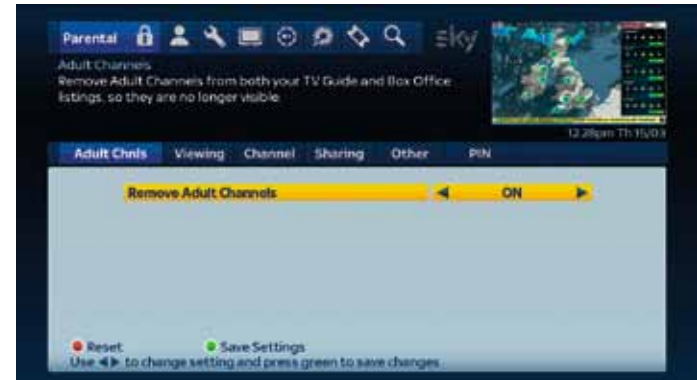 Parental
sky
Adult Channels
Remove Adult Channels from both your TV Guide and Box Office
listings, so they are no longer visible.
12.28pm Th 15/03
Adult Chnls Viewing Channel Sharing Other PIN
Remove Adult Channels ON
Reset Save Settings
Use ◀▶ to change setting and press green to save changes